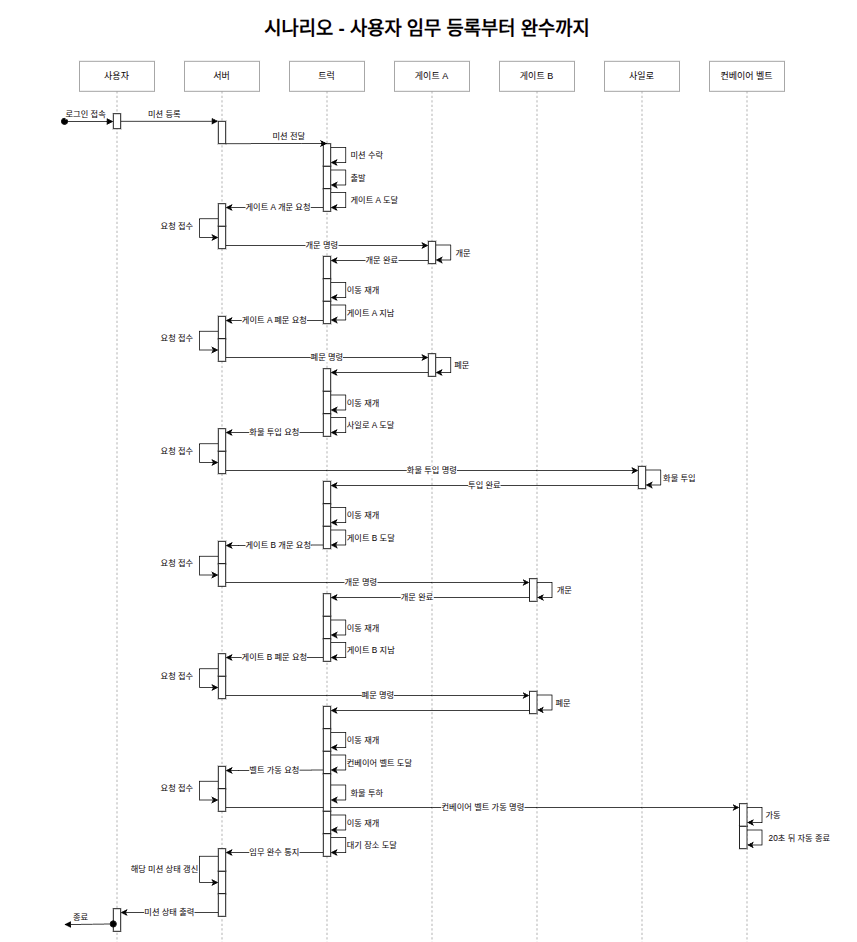 시나리오 - 사용자 임무 등록부터 완수까지
사용자
서버
트럭
게이트 A
게이트 B
사일로
컨베이어 벨트
로그인 접속
미션 등록
미션 전달
미션 수락
출발
게이트 A 도달
게이트 A 개문 요청
요청 접수
개문 명령
개문
개문 완료
이동 재개
게이트 A 지남
게이트 A 폐문 요청
요청 접수
폐문 명령
폐문
이동 재개
사일로 A 도달
화물 투입 요청
요청 접수
화물 투입 명령
화물 투입
투입 완료
이동 재개
게이트 B 도달
게이트 B 개문 요청
요청 접수
개문 명령
개문
개문 완료
이동 재개
게이트 B 지남
게이트 B 폐문 요청
요청 접수
폐문 명령
폐문
이동 재개
컨베이어 벨트 도달
벨트 가동 요청
요청 접수
화물 투하
컨베이어 벨트 가동 명령
가동
이동 재개
20초 뒤 자동 종료
대기 장소 도달
임무 완수 통지
해당 미션 상태 갱신
미션 상태 출력
종료